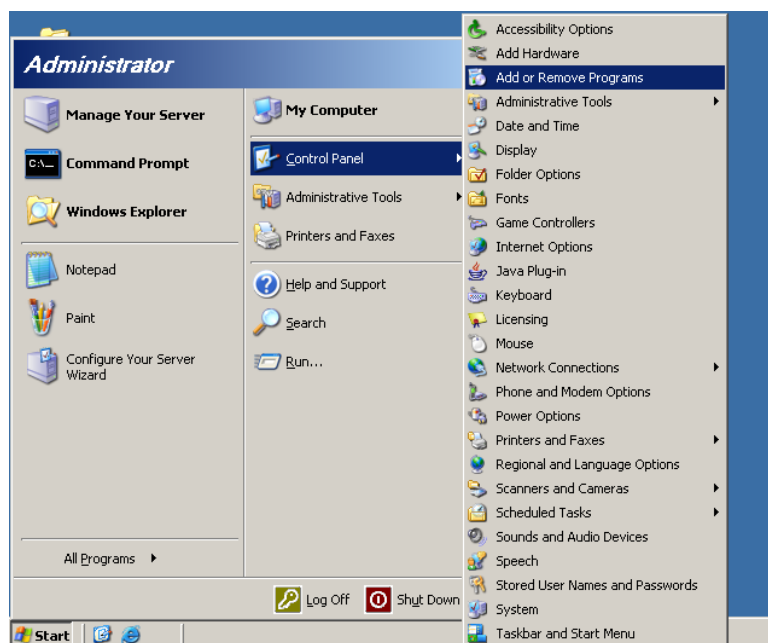 Administrator
Manage Your Server
C:\_
Command Prompt
Windows Explorer
Notepad
Paint
Configure Your Server
Wizard
All Programs
My Computer
Control Panel
Administrative Tools
Printers and Faxes
Help and Support
Search
Run...
Log Off
Shut Down
Accessibility Options
Add Hardware
Add or Remove Programs
Administrative Tools
Date and Time
Display
Folder Options
Fonts
Game Controllers
Internet Options
Java Plug-in
Keyboard
Licensing
Mouse
Network Connections
Phone and Modem Options
Power Options
Printers and Faxes
Regional and Language Options
Scanners and Cameras
Scheduled Tasks
Sounds and Audio Devices
Speech
Stored User Names and Passwords
System
Taskbar and Start Menu
Start